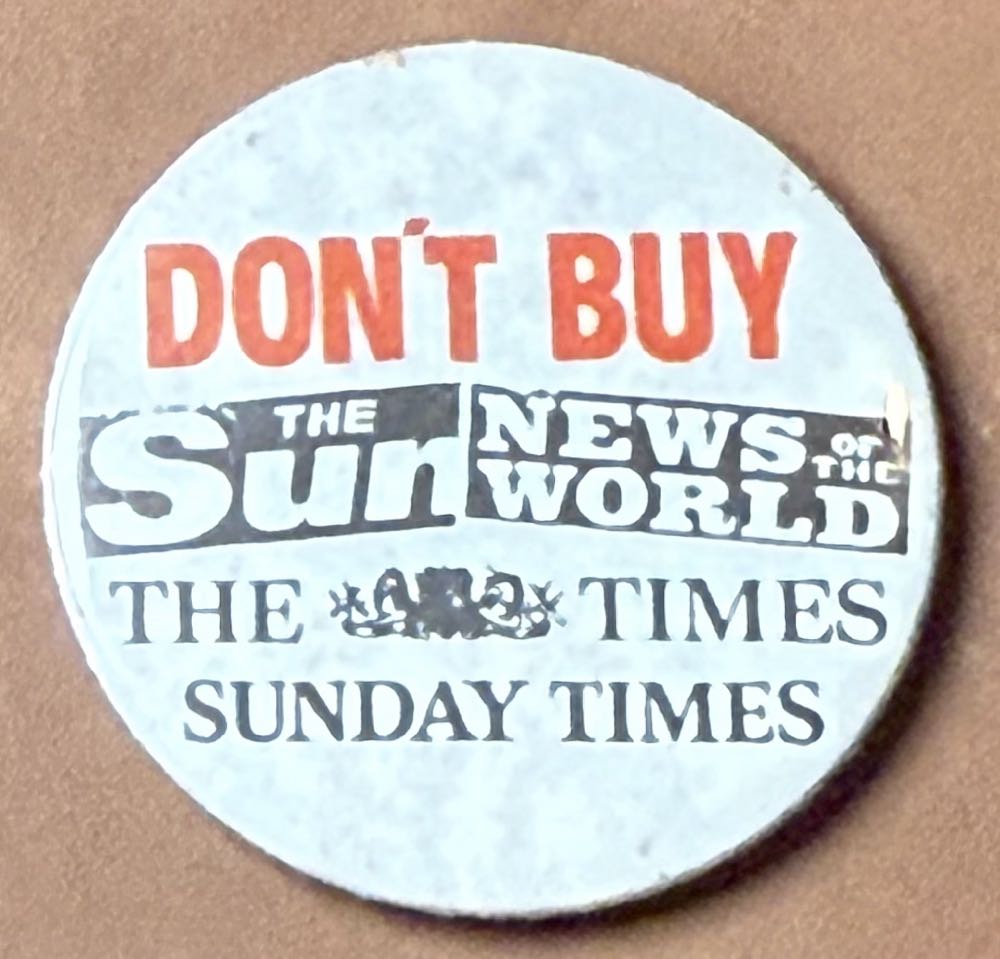 DON'T BUY
THE Sun NEWS OF THE WORLD
THE TIMES
SUNDAY TIMES